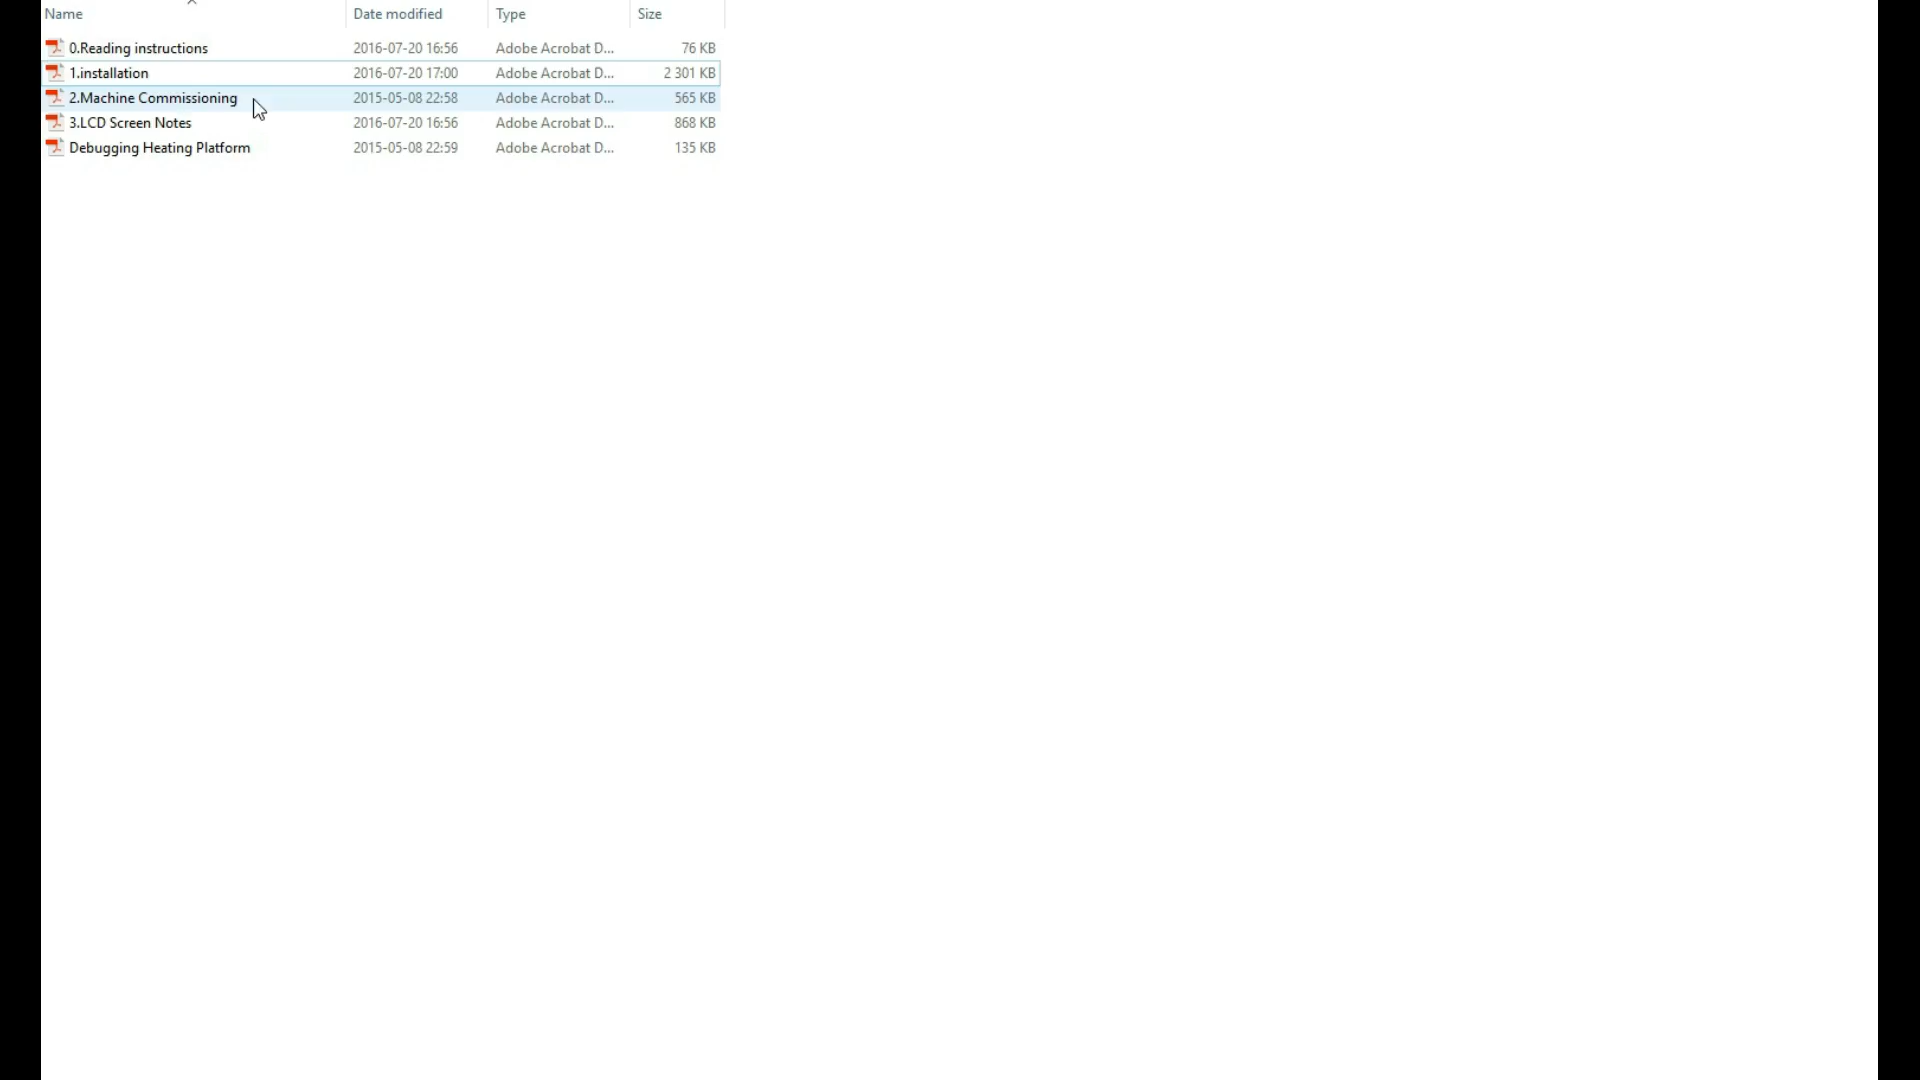 Name Date modified Type Size
0.Reading instructions 2016-07-20 16:56 Adobe Acrobat D... 76 KB
1.installation 2016-07-20 17:00 Adobe Acrobat D... 2 301 KB
2.Machine Commissioning 2015-05-08 22:58 Adobe Acrobat D... 565 KB
3.LCD Screen Notes 2016-07-20 16:56 Adobe Acrobat D... 868 KB
Debugging Heating Platform 2015-05-08 22:59 Adobe Acrobat D... 135 KB